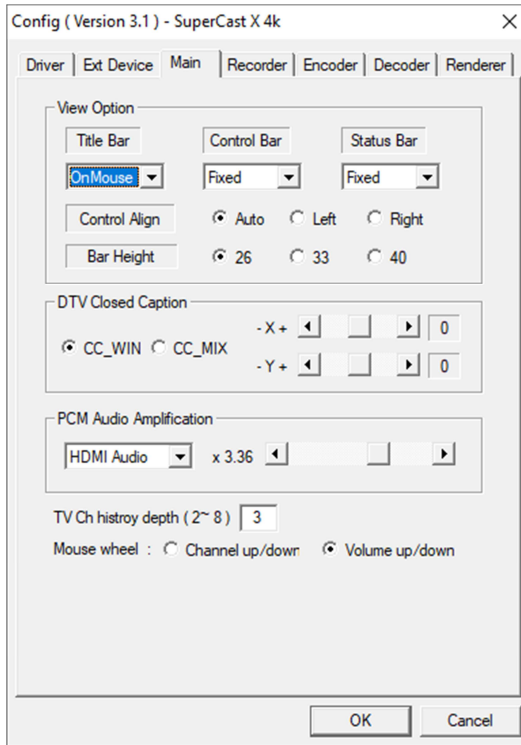 Config ( Version 3.1 ) - SuperCast X 4k
Driver Ext Device Main Recorder Encoder Decoder Renderer
View Option
Title Bar Control Bar Status Bar
OnMouse Fixed Fixed
Control Align Auto Left Right
Bar Height 26 33 40
DTV Closed Caption
- X + 0
CC_WIN CC_MIX
- Y + 0
PCM Audio Amplification
HDMI Audio x 3.36
TV Ch histroy depth ( 2~ 8 ) 3
Mouse wheel : Channel up/down Volume up/down
OK Cancel